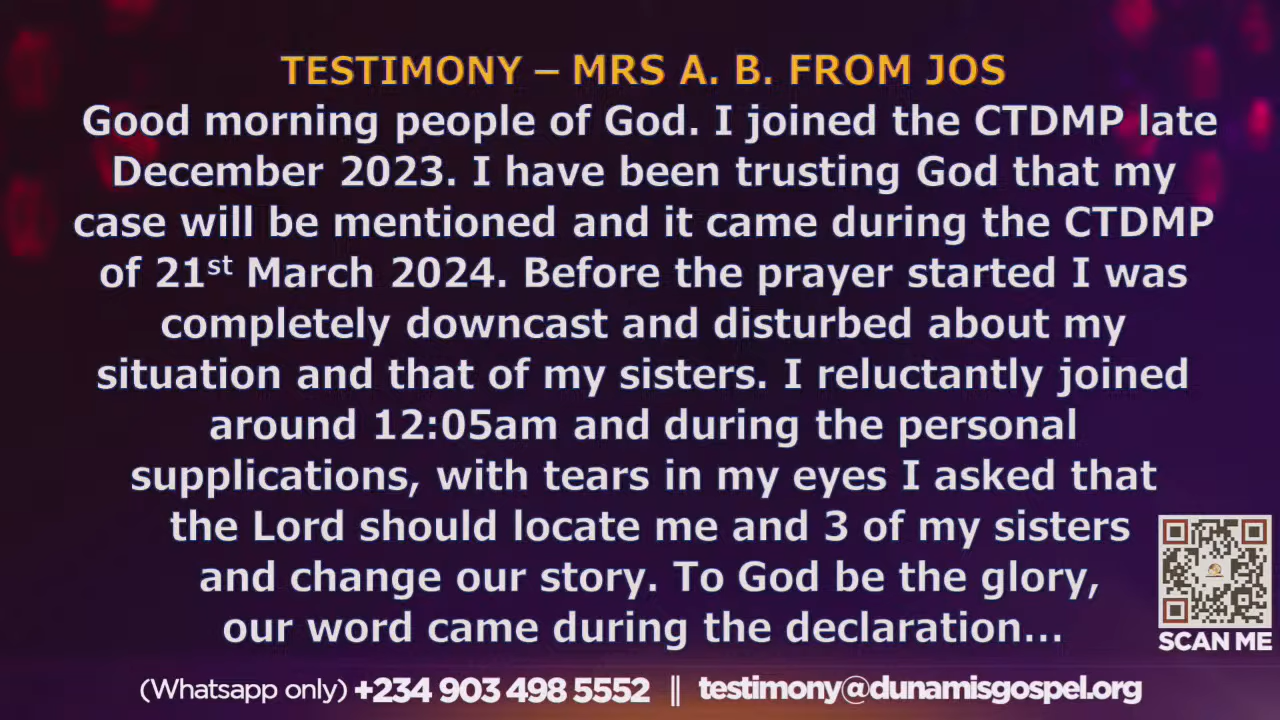 TESTIMONY – MRS A. B. FROM JOS
Good morning people of God. I joined the CTDMP late
December 2023. I have been trusting God that my
case will be mentioned and it came during the CTDMP
of 21st March 2024. Before the prayer started I was
completely downcast and disturbed about my
situation and that of my sisters. I reluctantly joined
around 12:05am and during the personal
supplications, with tears in my eyes I asked that
the Lord should locate me and 3 of my sisters
and change our story. To God be the glory,
our word came during the declaration...
SCAN ME
(Whatsapp only) +234 903 498 5552 || testimony@dunamisgospel.org